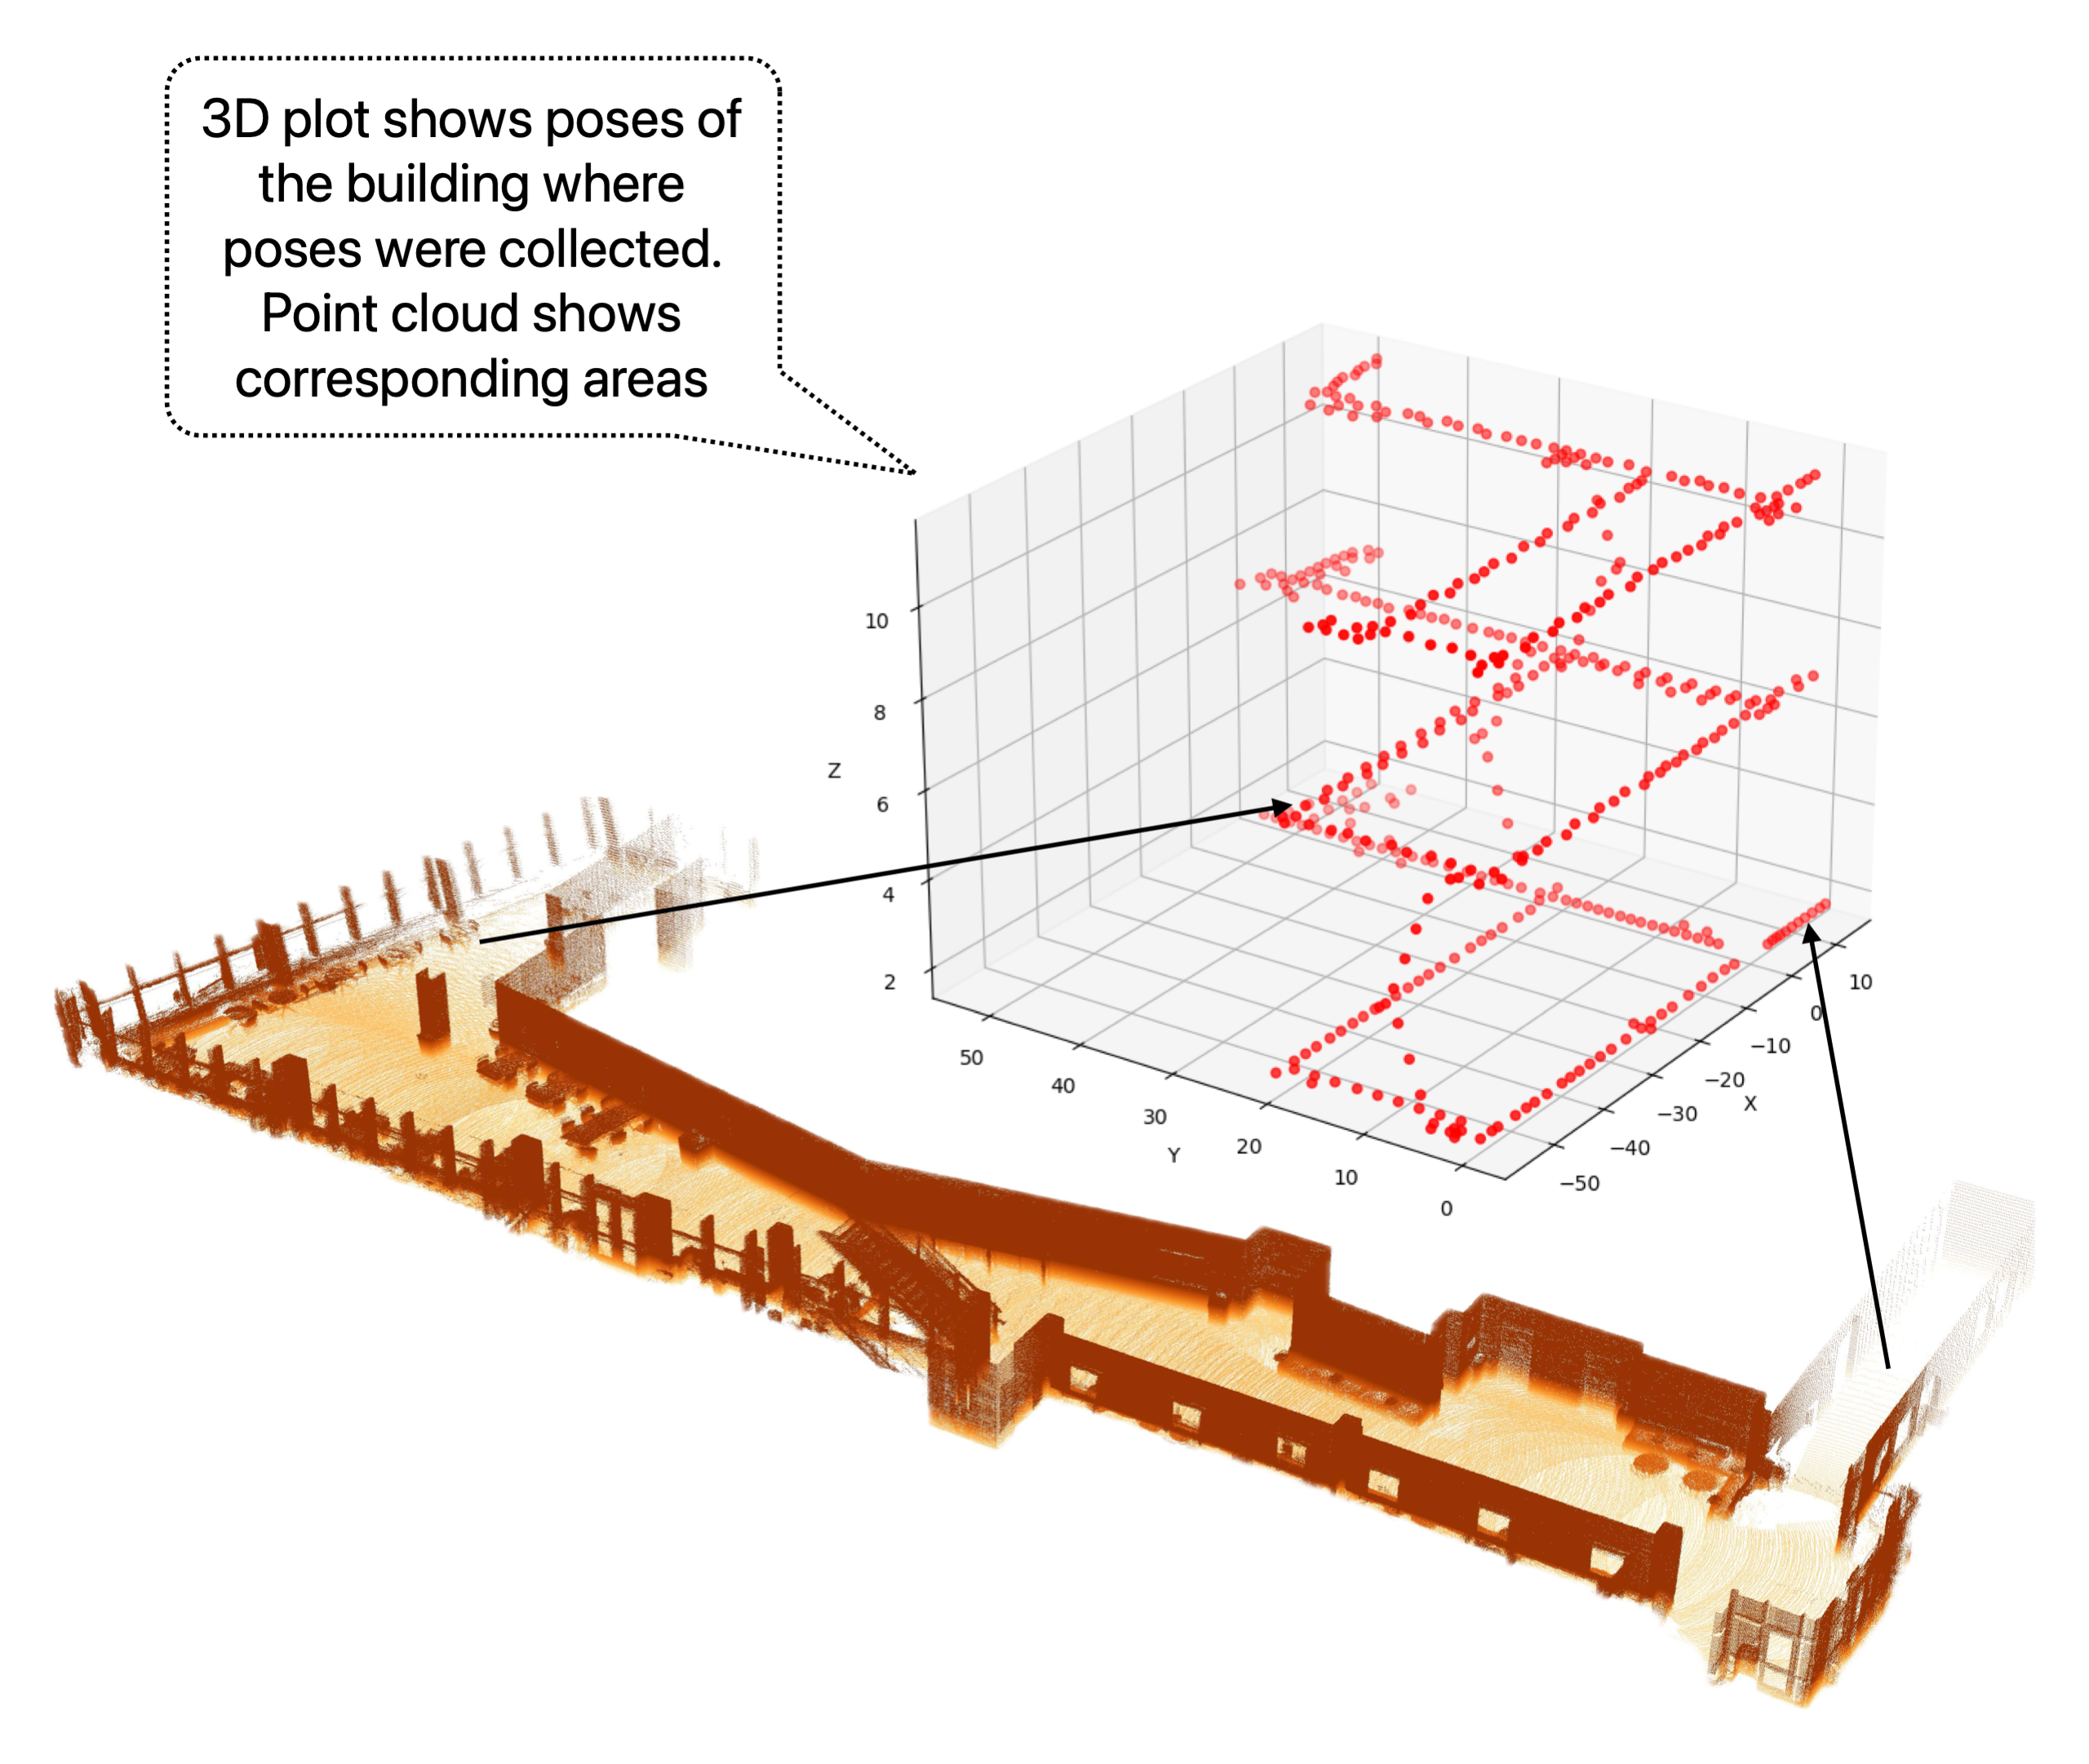 3D plot shows poses of
the building where
poses were collected.
Point cloud shows
corresponding areas
10
8
Z
6
4
2
50
40
30
Y
20
10
0
10
0
−10
−20
X
−30
−40
−50